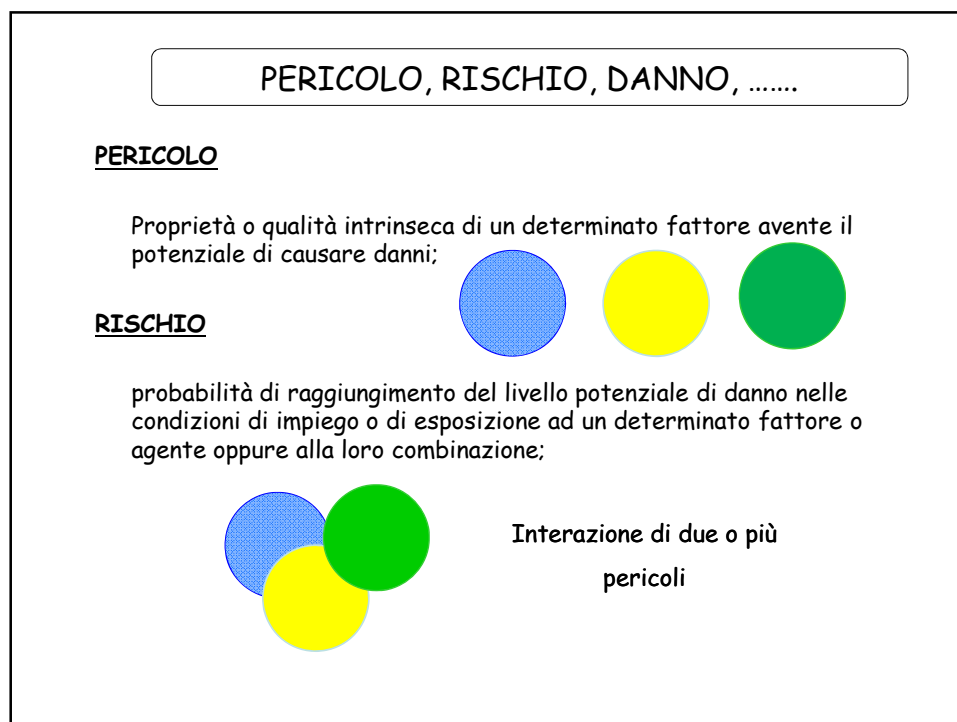 PERICOLO, RISCHIO, DANNO, .......
PERICOLO
Proprietà o qualità intrinseca di un determinato fattore avente il
potenziale di causare danni;
RISCHIO
probabilità di raggiungimento del livello potenziale di danno nelle
condizioni di impiego o di esposizione ad un determinato fattore o
agente oppure alla loro combinazione;
Interazione di due o più
pericoli